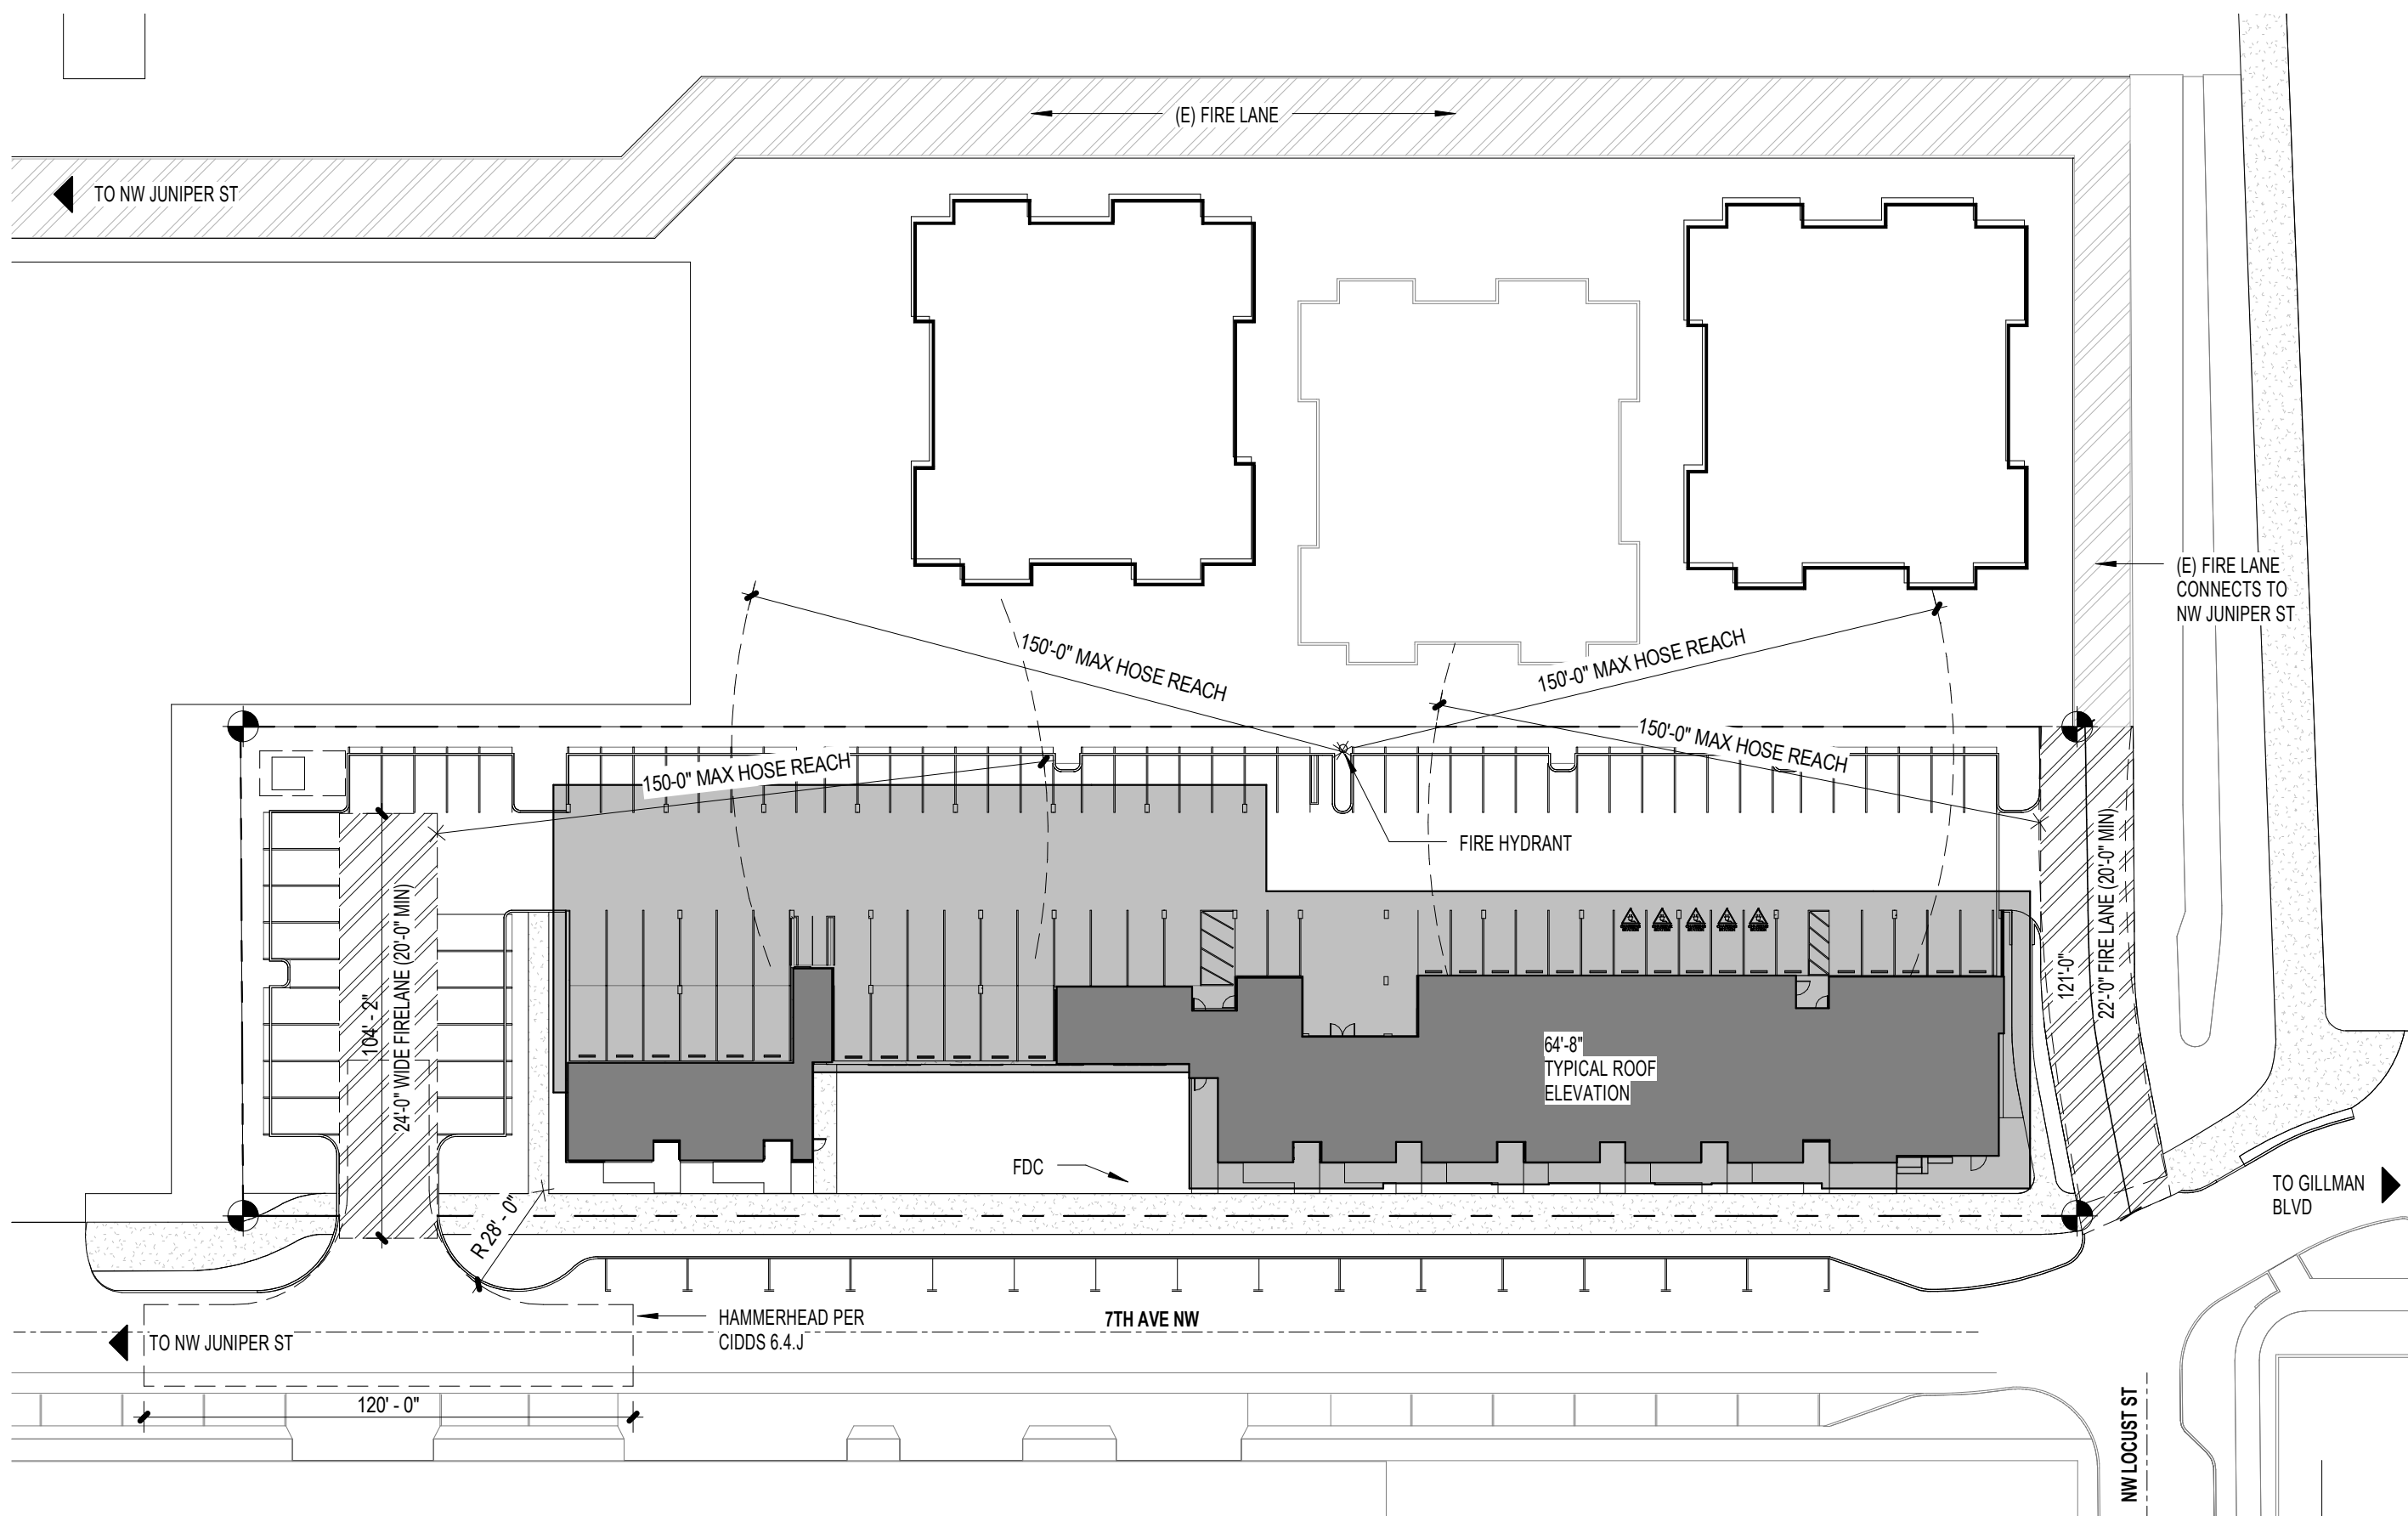 (E) FIRE LANE
TO NW JUNIPER ST
(E) FIRE LANE
CONNECTS TO
NW JUNIPER ST
150'-0" MAX HOSE REACH
150'-0" MAX HOSE REACH
150'-0" MAX HOSE REACH
150-0" MAX HOSE REACH
FIRE HYDRANT
104' - 2"
24'-0" WIDE FIRELANE (20'-0" MIN)
121'-0"
22'-0" FIRE LANE (20'-0" MIN)
64'-8"
TYPICAL ROOF
ELEVATION
FDC
R 28' - 0"
TO GILLMAN
BLVD
HAMMERHEAD PER
CIDDS 6.4.J
7TH AVE NW
TO NW JUNIPER ST
120' - 0"
NW LOCUST ST